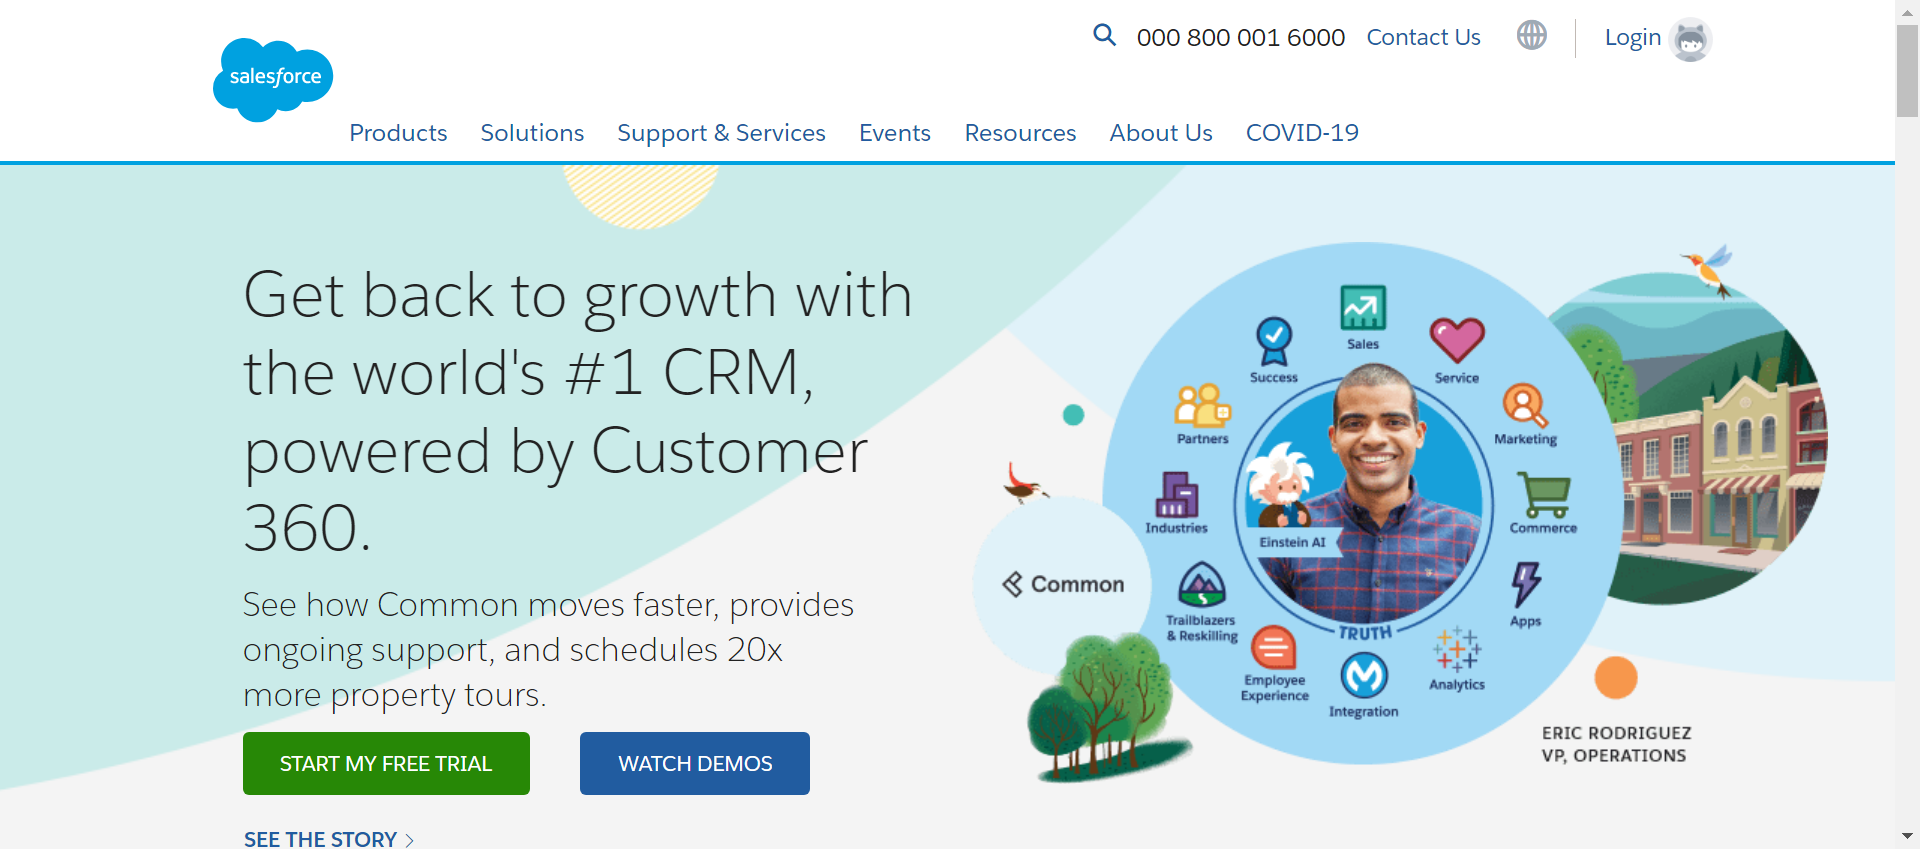 salesforce
000 800 001 6000
Contact Us
Login
Products
Solutions
Support & Services
Events
Resources
About Us
COVID-19
Get back to growth with
the world's #1 CRM,
powered by Customer
360.
See how Common moves faster, provides
ongoing support, and schedules 20x
more property tours.
START MY FREE TRIAL
WATCH DEMOS
SEE THE STORY
Sales
Success
Service
Partners
Marketing
Industries
Commerce
Einstein AI
Common
Trailblazers
& Reskilling
Apps
TRUTH
Employee
Experience
Integration
Analytics
ERIC RODRIGUEZ
VP, OPERATIONS